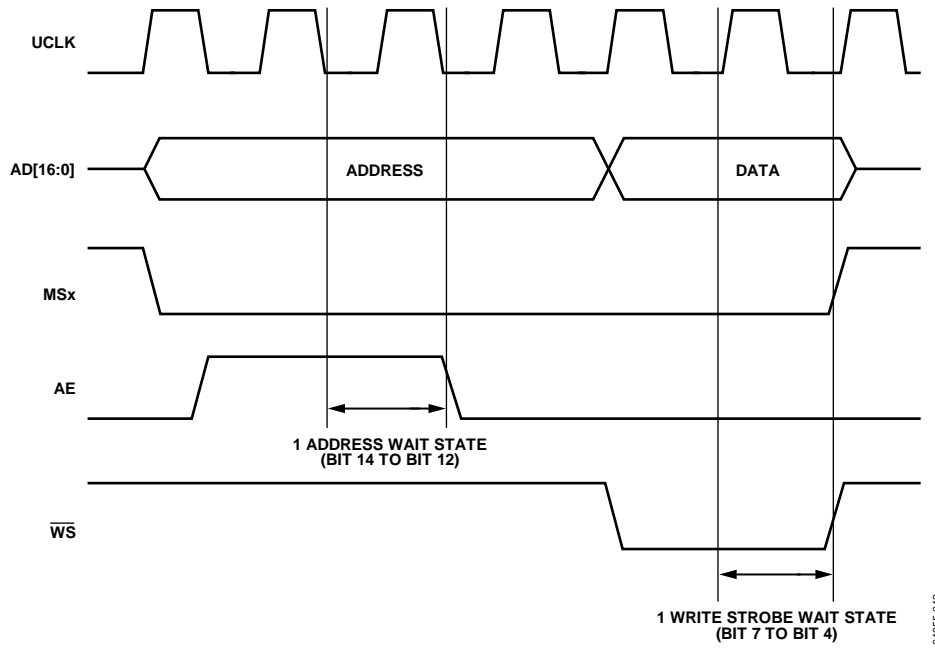 UCLK
AD[16:0]
ADDRESS
DATA
MSx
AE
1 ADDRESS WAIT STATE
(BIT 14 TO BIT 12)
WS
1 WRITE STROBE WAIT STATE
(BIT 7 TO BIT 4)